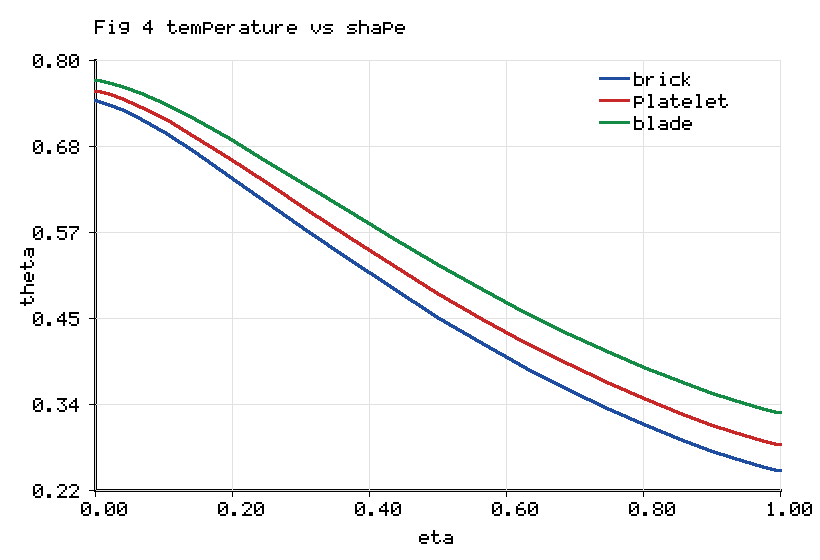 Fig 4 temperature vs shape
0.80
0.68
0.57
0.45
0.34
0.22
theta
brick
platelet
blade
0.00 0.20 0.40 0.60 0.80 1.00
eta